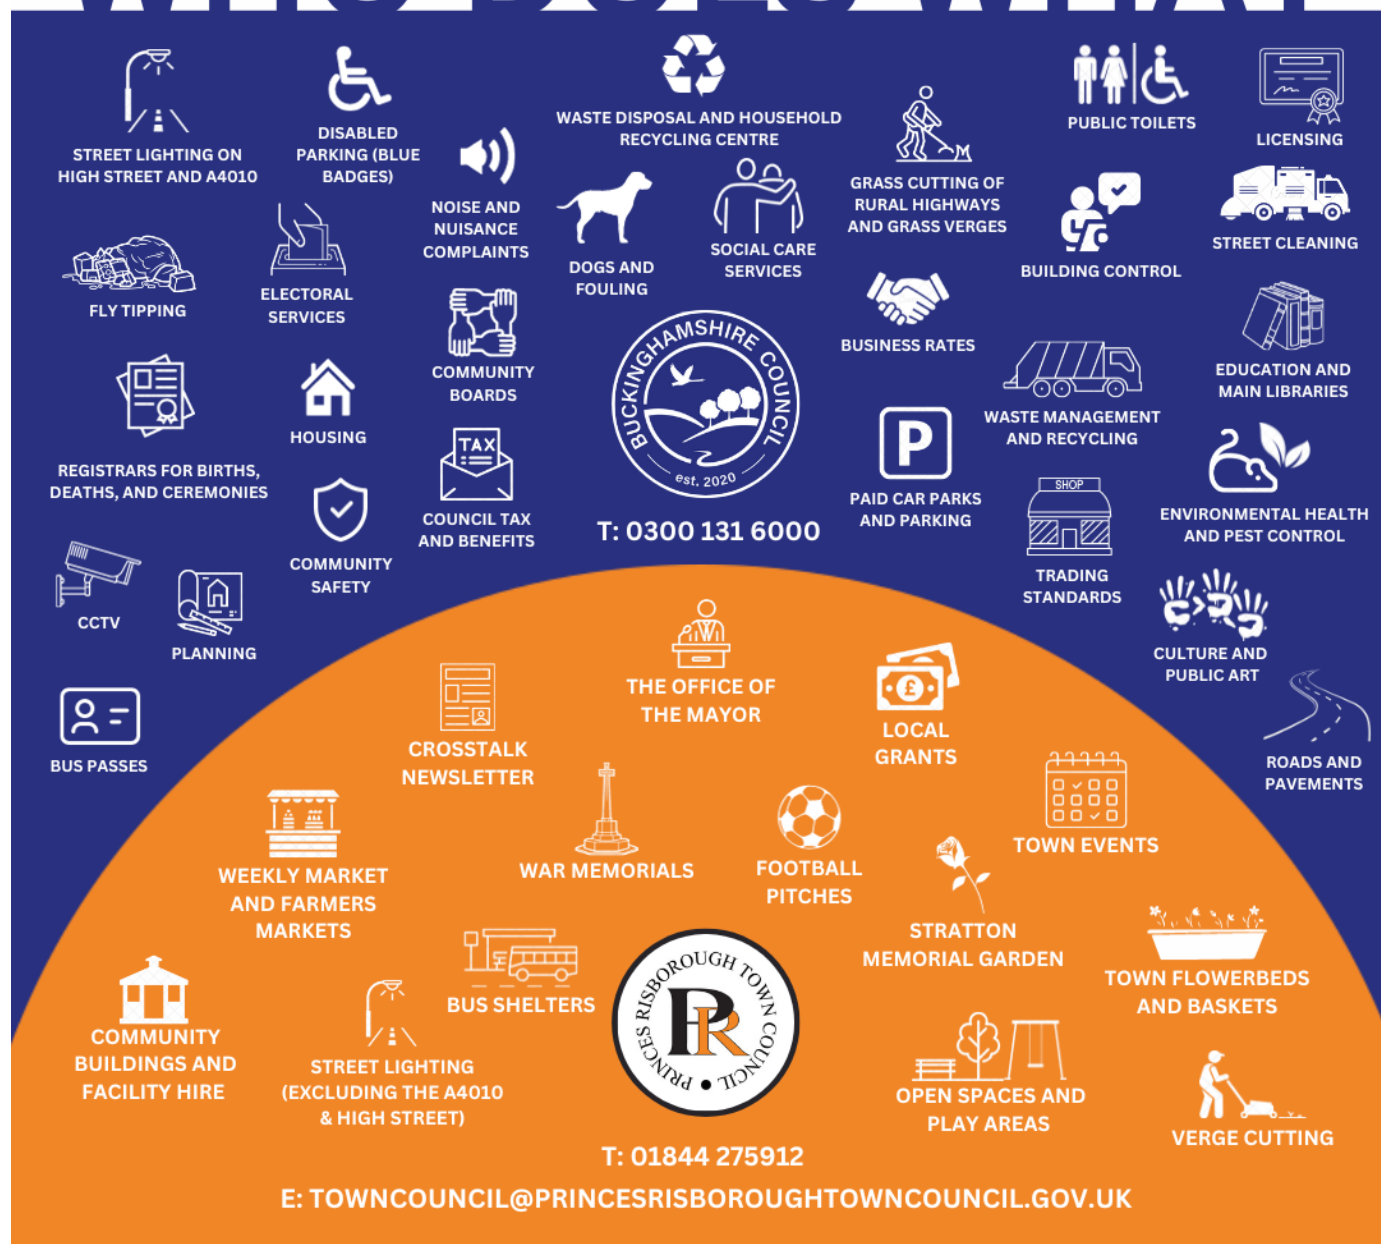 STREET LIGHTING ON
HIGH STREET AND A4010
DISABLED
PARKING (BLUE
BADGES)
NOISE AND
NUISANCE
COMPLAINTS
WASTE DISPOSAL AND HOUSEHOLD
RECYCLING CENTRE
DOGS AND
FOULING
SOCIAL CARE
SERVICES
GRASS CUTTING OF
RURAL HIGHWAYS
AND GRASS VERGES
PUBLIC TOILETS
LICENSING
BUILDING CONTROL
STREET CLEANING
FLY TIPPING
ELECTORAL
SERVICES
COMMUNITY
BOARDS
BUCKINGHAMSHIRE COUNCIL
est. 2020
BUSINESS RATES
WASTE MANAGEMENT
AND RECYCLING
EDUCATION AND
MAIN LIBRARIES
REGISTRARS FOR BIRTHS,
DEATHS, AND CEREMONIES
HOUSING
TAX
COUNCIL TAX
AND BENEFITS
T: 0300 131 6000
P
PAID CAR PARKS
AND PARKING
SHOP
TRADING
STANDARDS
ENVIRONMENTAL HEALTH
AND PEST CONTROL
COMMUNITY
SAFETY
CCTV
PLANNING
CULTURE AND
PUBLIC ART
BUS PASSES
ROADS AND
PAVEMENTS
THE OFFICE OF
THE MAYOR
CROSSTALK
NEWSLETTER
£
LOCAL
GRANTS
WEEKLY MARKET
AND FARMERS
MARKETS
WAR MEMORIALS
FOOTBALL
PITCHES
TOWN EVENTS
STRATTON
MEMORIAL GARDEN
TOWN FLOWERBEDS
AND BASKETS
COMMUNITY
BUILDINGS AND
FACILITY HIRE
STREET LIGHTING
(EXCLUDING THE A4010
& HIGH STREET)
BUS SHELTERS
PRINCES RISBOROUGH TOWN COUNCIL
PR
OPEN SPACES AND
PLAY AREAS
VERGE CUTTING
T: 01844 275912
E: TOWNCOUNCIL@PRINCESRISBOROUGHTOWNCOUNCIL.GOV.UK